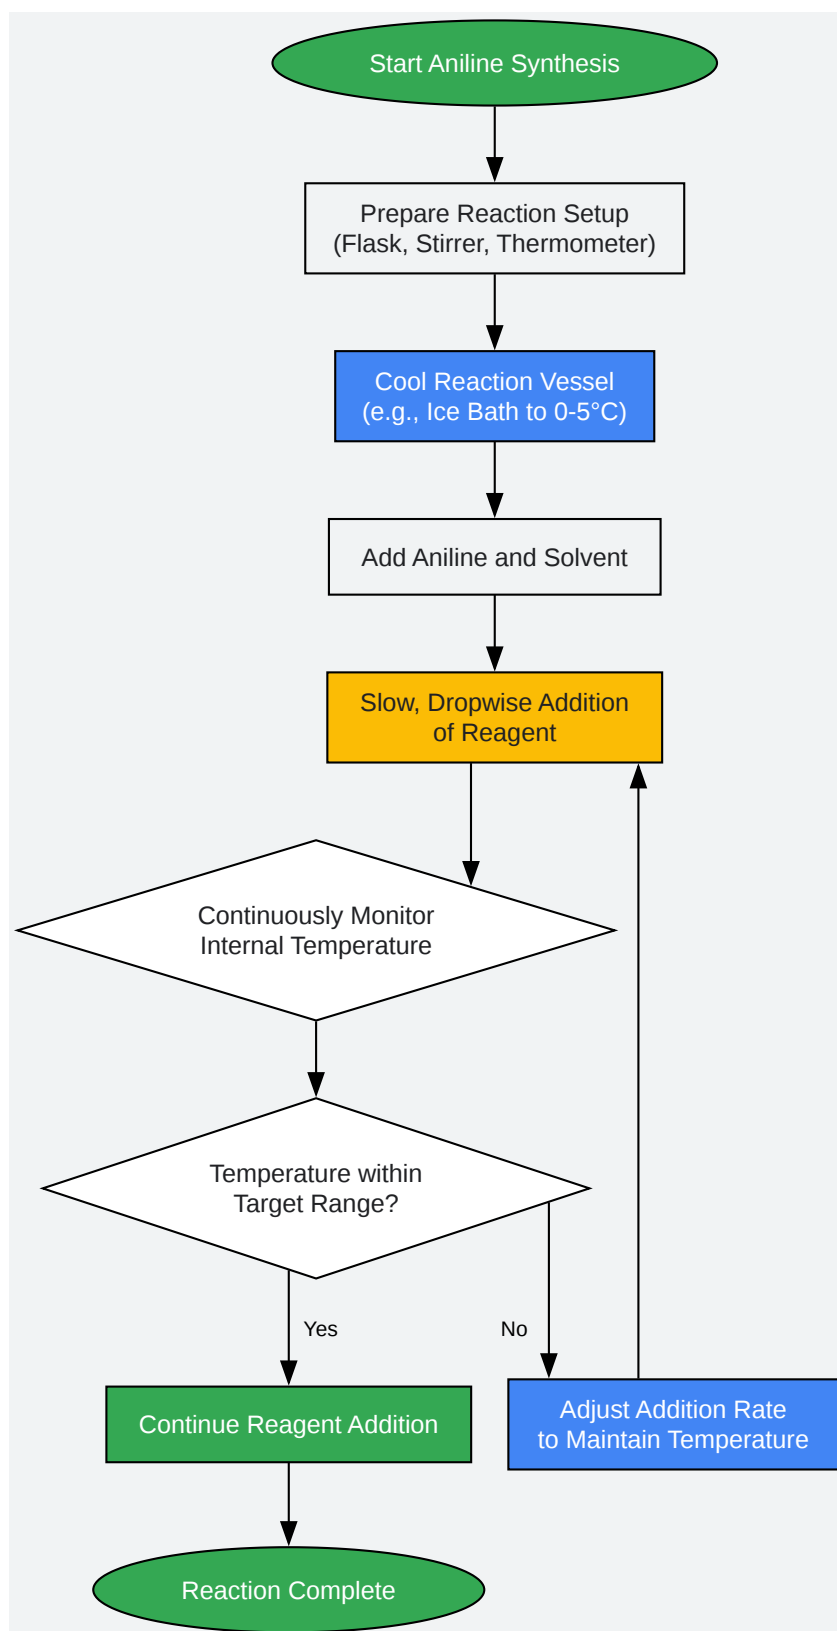 Start Aniline Synthesis
Prepare Reaction Setup
(Flask, Stirrer, Thermometer)
Cool Reaction Vessel
(e.g., Ice Bath to 0-5°C)
Add Aniline and Solvent
Slow, Dropwise Addition
of Reagent
Continuously Monitor
Internal Temperature
Temperature within
Target Range?
Yes
No
Continue Reagent Addition
Adjust Addition Rate
to Maintain Temperature
Reaction Complete